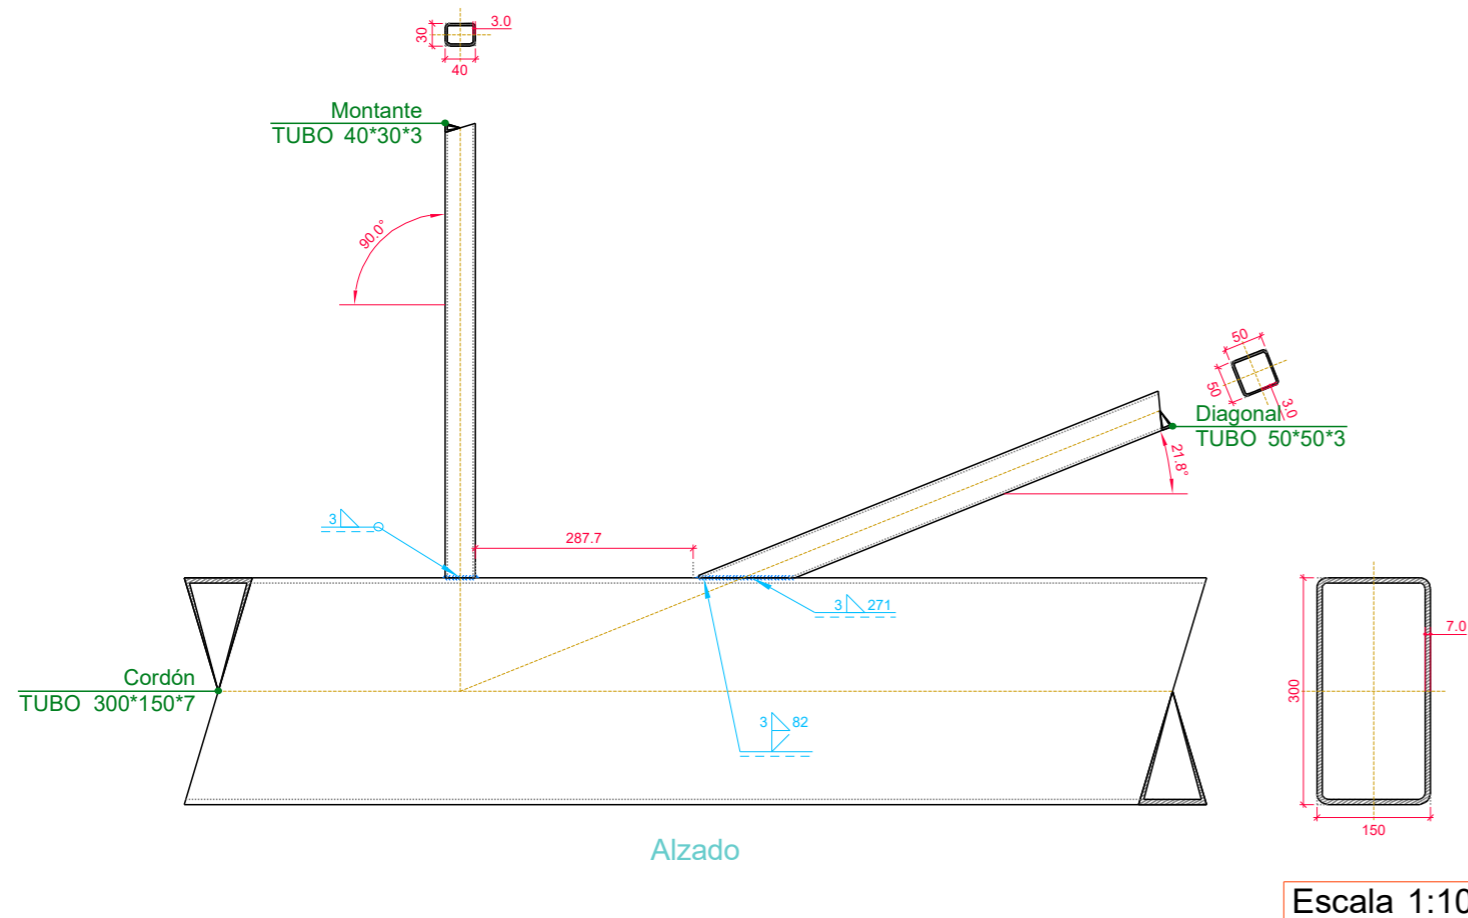 3.0
30
40
Montante
TUBO 40*30*3
90.0°
50
50
3.0
Diagonal
TUBO 50*50*3
21.8°
3
287.7
3
271
Cordón
TUBO 300*150*7
3
82
7.0
300
150
Alzado
Escala 1:10